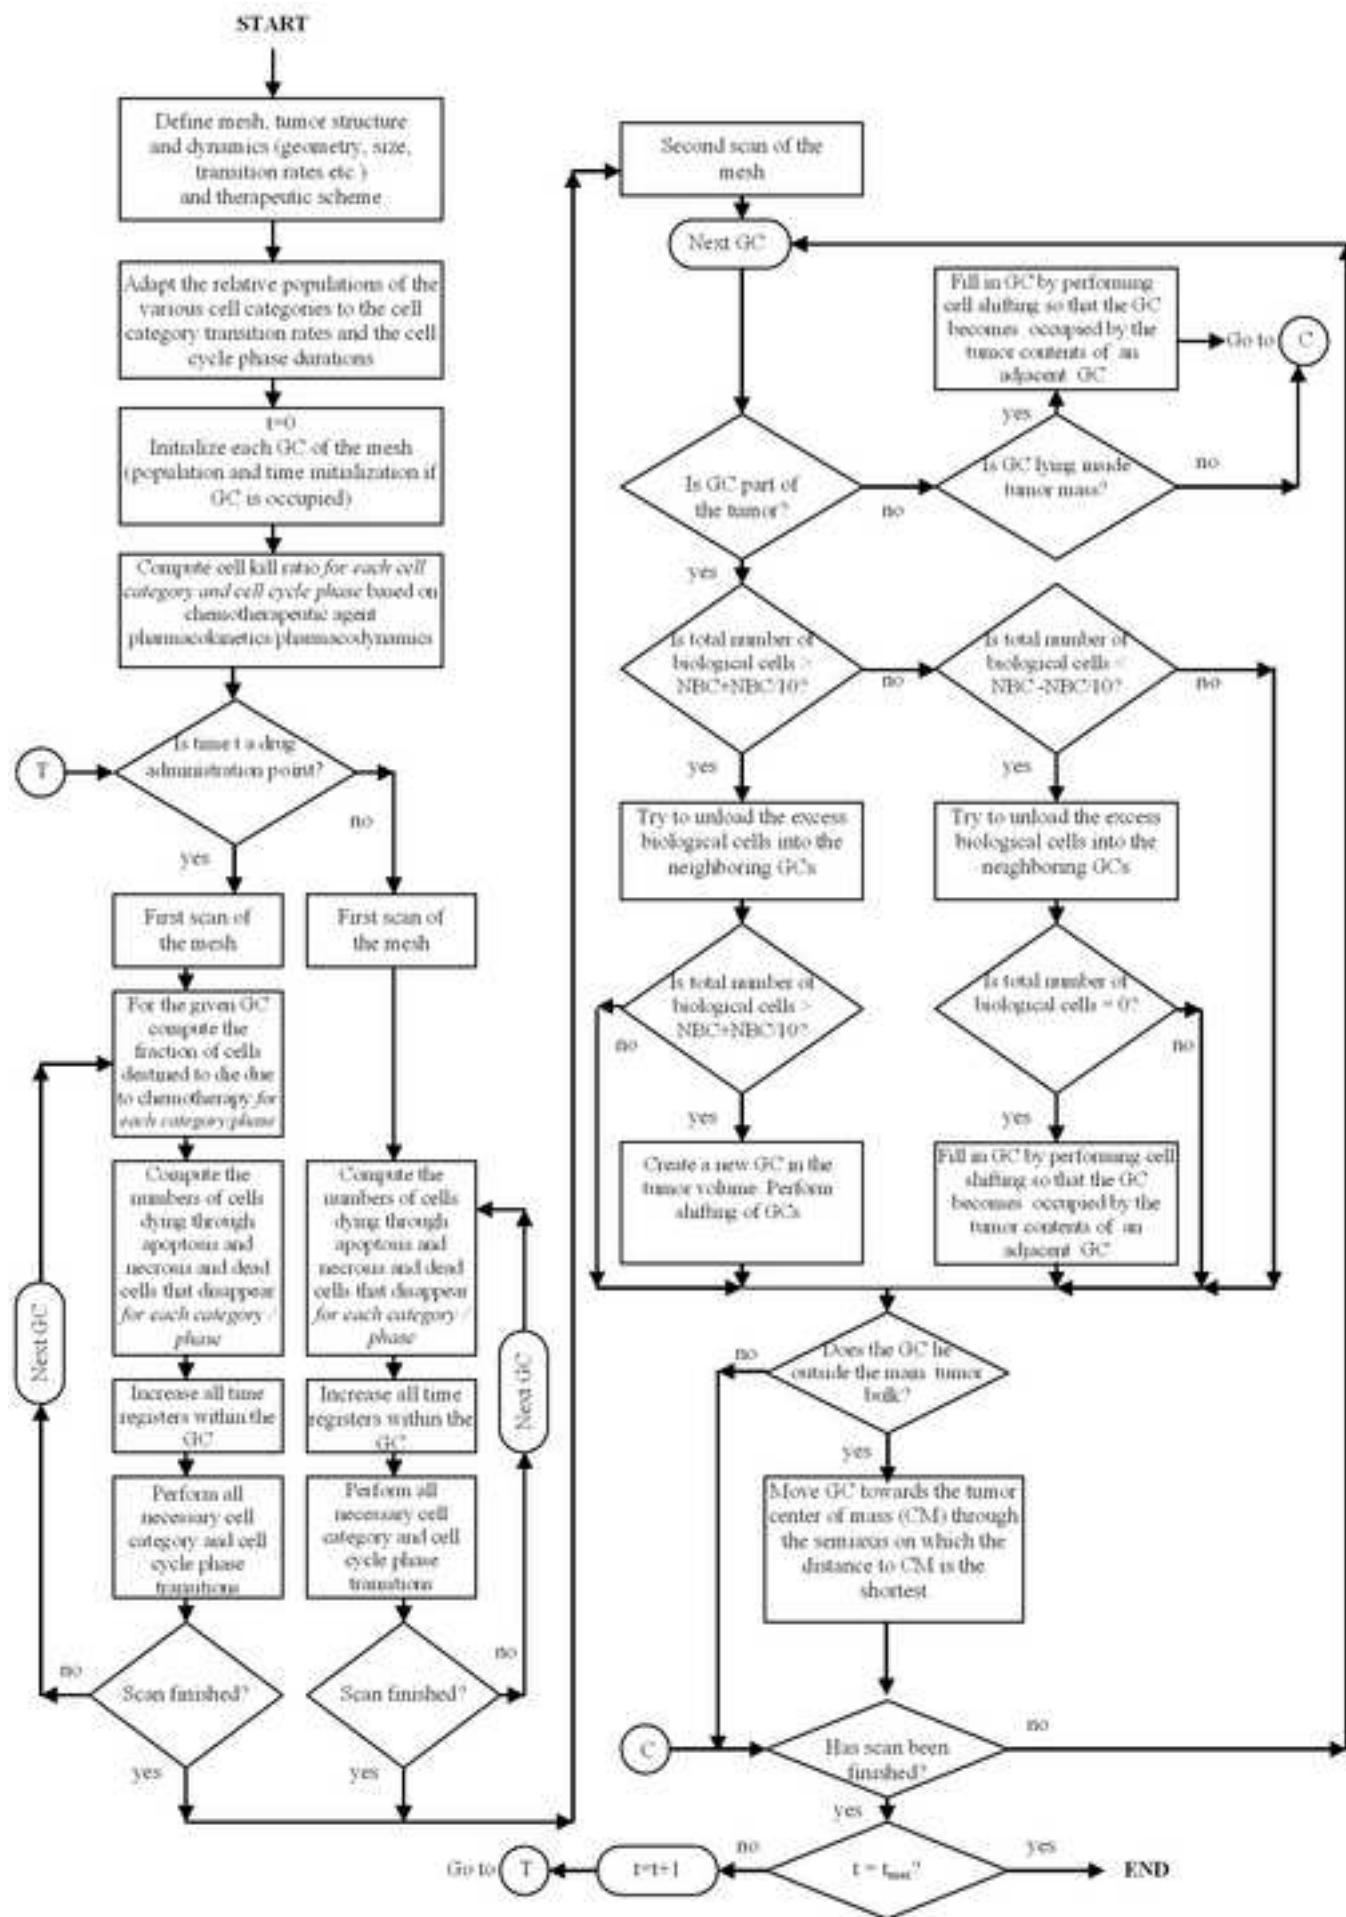 START
Define mesh, tumor structure
and dynamics (geometry, size,
transition rates etc.)
and therapeutic scheme
Adapt the relative populations of the
various cell categories to the cell
category transition rates and the cell
cycle phase durations
t=0
Initialize each GC of the mesh
(population and time initialization if
GC is occupied)
Compute cell kill ratio for each cell
category and cell cycle phase based on
chemotherapeutic agent
pharmacokinetics/pharmacodynamics
Is time t a drug
administration point?
T
no
yes
First scan of
the mesh
First scan of
the mesh
For the given GC
compute the
fraction of cells
destined to die due
to chemotherapy for
each category/phase
Compute the
numbers of cells
dying through
apoptosis and
necrosis and dead
cells that disappear
for each category /
phase
Compute the
numbers of cells
dying through
apoptosis and
necrosis and dead
cells that disappear
for each category /
phase
Next GC
Next GC
Increase all time
registers within the
GC
Increase all time
registers within the
GC
Perform all
necessary cell
category and cell
cycle phase
transitions
Perform all
necessary cell
category and cell
cycle phase
transitions
no
Scan finished?
no
Scan finished?
yes
yes
Second scan of the
mesh
Next GC
Fill in GC by performing
cell shifting so that the GC
becomes occupied by the
tumor contents of an
adjacent GC
Go to
C
yes
Is GC part of
the tumor?
no
Is GC lying inside
tumor mass?
no
yes
Is total number of
biological cells >
NBC+NBC/10?
no
Is total number of
biological cells <
NBC-NBC/10?
no
yes
yes
Try to unload the excess
biological cells into the
neighboring GCs
Try to unload the excess
biological cells into the
neighboring GCs
Is total number of
biological cells >
NBC+NBC/10?
Is total number of
biological cells = 0?
no
no
yes
yes
Create a new GC in the
tumor volume. Perform
shifting of GCs
Fill in GC by performing cell
shifting so that the GC
becomes occupied by the
tumor contents of an
adjacent GC
no
Does the GC lie
outside the main tumor
bulk?
yes
Move GC towards the tumor
center of mass (CM) through
the semiaxis on which the
distance to CM is the
shortest
C
Has scan been
finished?
no
yes
Go to
T
t=t+1
no
t = tmax?
yes
END